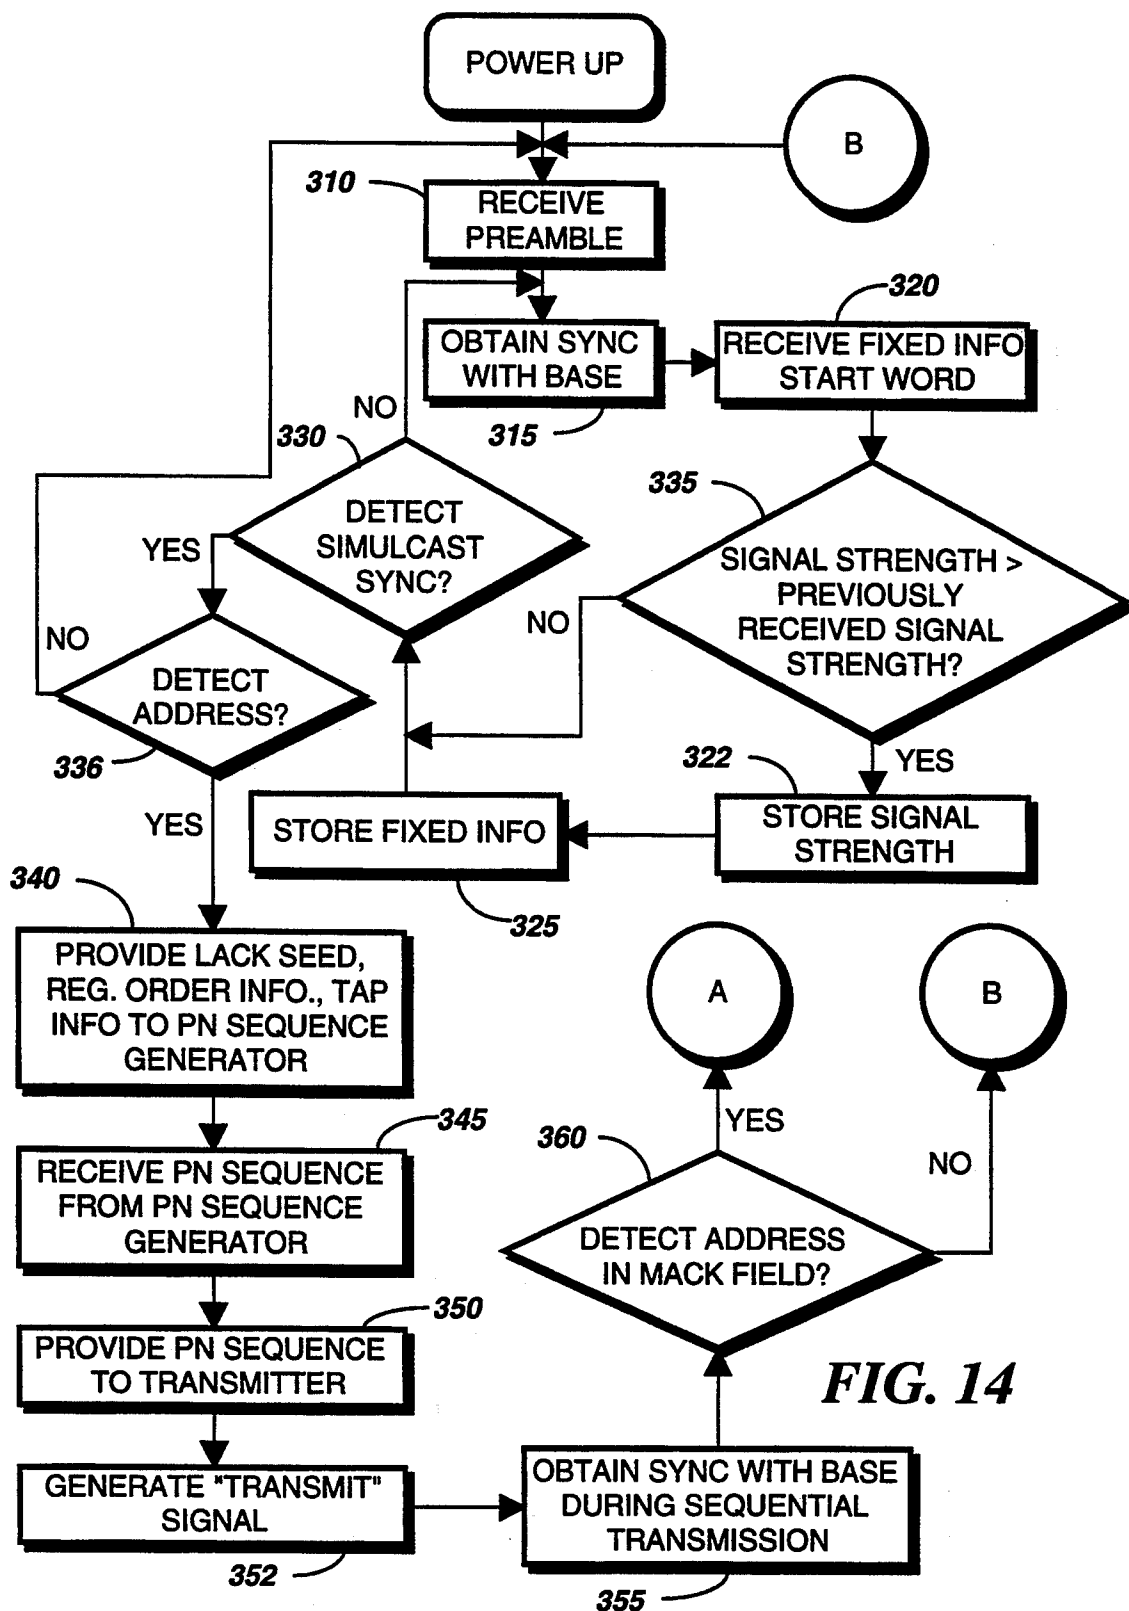 POWER UP
B
310
RECEIVE
PREAMBLE
320
OBTAIN SYNC
WITH BASE
RECEIVE FIXED INFO
START WORD
NO
315
330
335
DETECT
SIMULCAST
SYNC?
YES
SIGNAL STRENGTH >
PREVIOUSLY
RECEIVED SIGNAL
STRENGTH?
NO
NO
DETECT
ADDRESS?
336
322
YES
YES
STORE FIXED INFO
STORE SIGNAL
STRENGTH
340
325
PROVIDE LACK SEED,
REG. ORDER INFO., TAP
INFO TO PN SEQUENCE
GENERATOR
A
B
345
YES
360
RECEIVE PN SEQUENCE
FROM PN SEQUENCE
GENERATOR
NO
DETECT ADDRESS
IN MACK FIELD?
350
PROVIDE PN SEQUENCE
TO TRANSMITTER
FIG. 14
GENERATE "TRANSMIT"
SIGNAL
OBTAIN SYNC WITH BASE
DURING SEQUENTIAL
TRANSMISSION
352
355